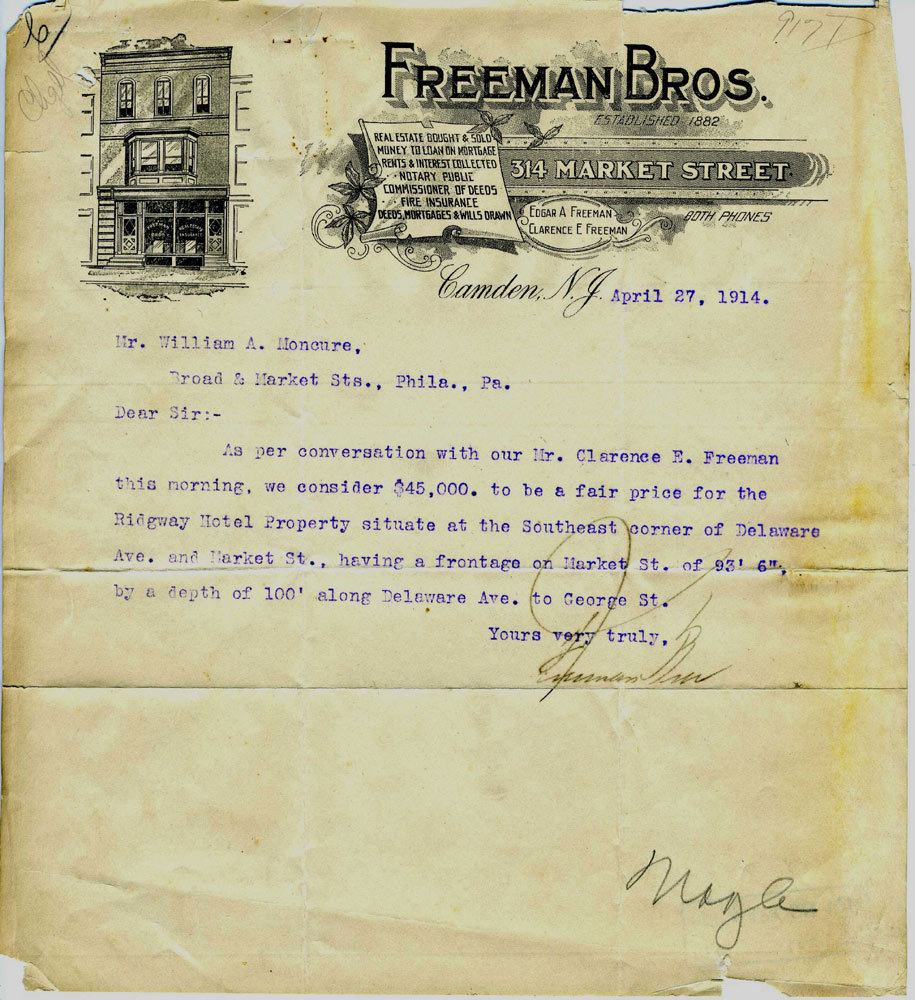 917 D
FREEMAN BROS.
ESTABLISHED 1882
REAL ESTATE BOUGHT & SOLD
MONEY TO LOAN ON MORTGAGE
RENTS & INTEREST COLLECTED
NOTARY PUBLIC
COMMISSIONER OF DEEDS
FIRE INSURANCE
DEEDS, MORTGAGES & WILLS DRAWN
314 MARKET STREET
EDGAR A FREEMAN
CLARENCE E FREEMAN
BOTH PHONES
Camden, N.J. April 27, 1914.
Mr. William A. Moncure,
Broad & Market Sts., Phila., Pa.
Dear Sir:-
As per conversation with our Mr. Clarence E. Freeman
this morning, we consider $45,000. to be a fair price for the
Ridgway Hotel Property situate at the Southeast corner of Delaware
Ave. and Market St., having a frontage on Market St. of 93' 6",
by a depth of 100' along Delaware Ave. to George St.
Yours very truly,
Freeman Bros
Nagle